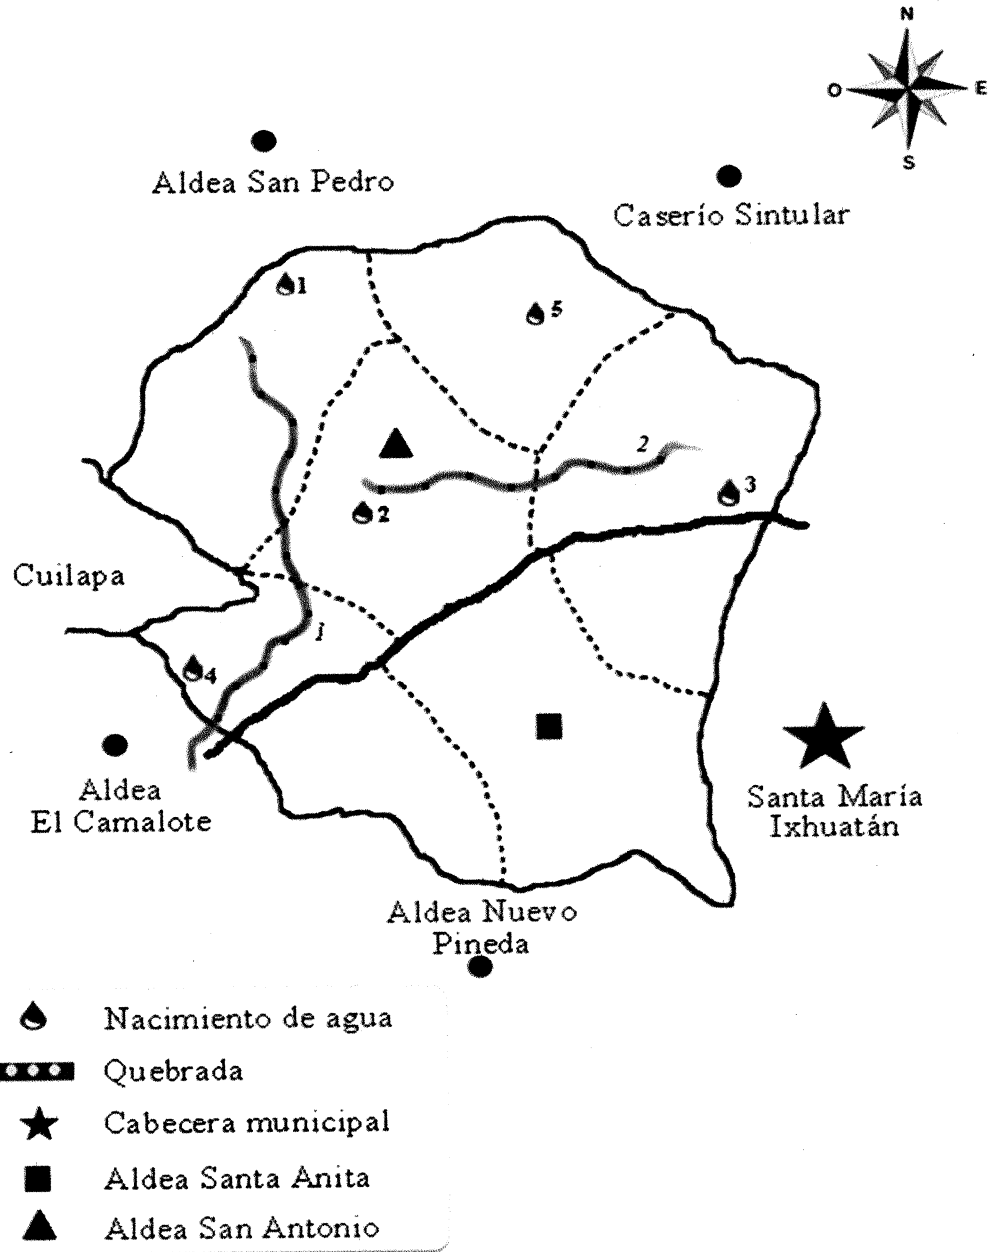 N
O
E
S
Aldea San Pedro
Caserío Sintular
1
5
2
3
2
Cuilapa
1
4
Aldea
El Camalote
Santa María
Ixhuatán
Aldea Nuevo
Pineda
Nacimiento de agua
Quebrada
Cabecera municipal
Aldea Santa Anita
Aldea San Antonio